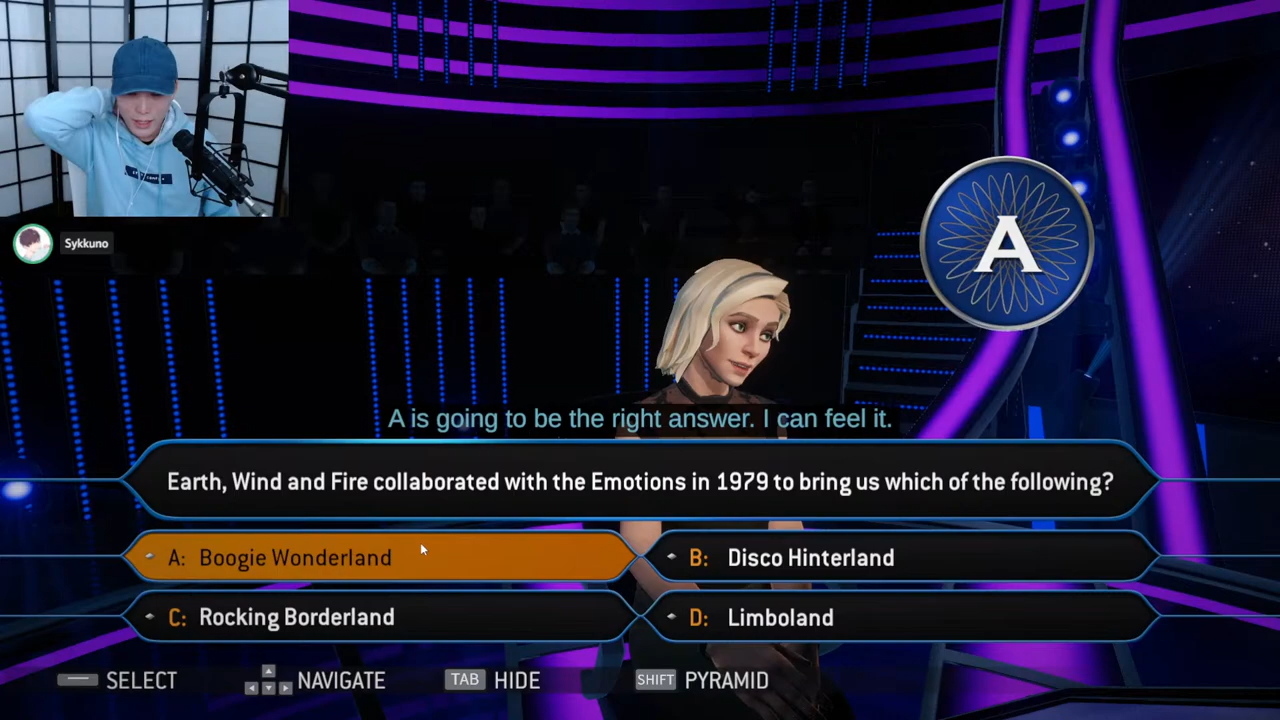 Sykkuno
A
A is going to be the right answer. I can feel it.
Earth, Wind and Fire collaborated with the Emotions in 1979 to bring us which of the following?
A: Boogie Wonderland
B: Disco Hinterland
C: Rocking Borderland
D: Limboland
SELECT
NAVIGATE
TAB HIDE
SHIFT PYRAMID